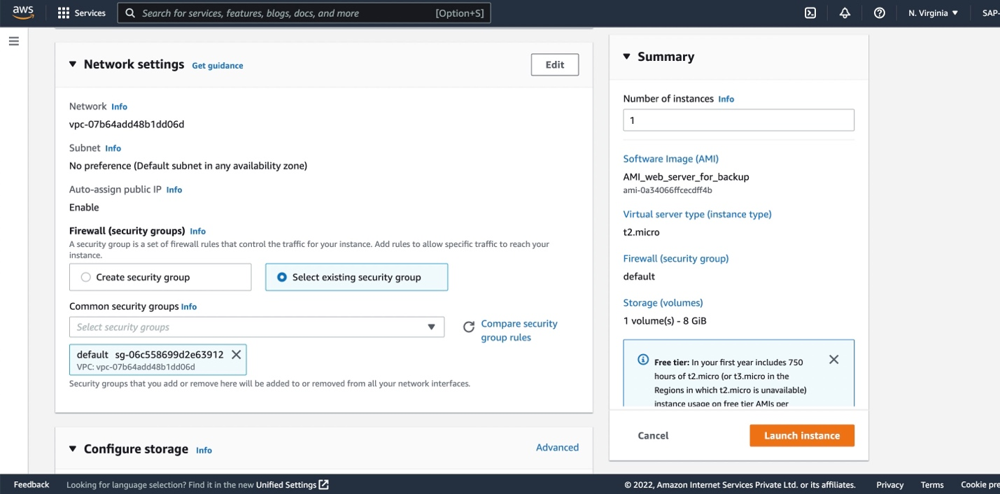 aws
Services
Search for services, features, blogs, docs, and more
[Option+S]
N. Virginia
SAP-
Network settings Get guidance
Edit
Network Info
vpc-07b64add48b1dd06d
Subnet Info
No preference (Default subnet in any availability zone)
Auto-assign public IP Info
Enable
Firewall (security groups) Info
A security group is a set of firewall rules that control the traffic for your instance. Add rules to allow specific traffic to reach your
instance.
Create security group
Select existing security group
Common security groups Info
Select security groups
Compare security
group rules
default sg-06c558699d2e63912
VPC: vpc-07b64add48b1dd06d
Security groups that you add or remove here will be added to or removed from all your network interfaces.
Configure storage Info
Advanced
Summary
Number of instances Info
1
Software Image (AMI)
AMI_web_server_for_backup
ami-0a34066ffcecdff4b
Virtual server type (instance type)
t2.micro
Firewall (security group)
default
Storage (volumes)
1 volume(s) - 8 GiB
Free tier: In your first year includes 750
hours of t2.micro (or t3.micro in the
Regions in which t2.micro is unavailable)
instance usage on free tier AMIs per
Cancel
Launch instance
Feedback
Looking for language selection? Find it in the new Unified Settings
© 2022, Amazon Internet Services Private Ltd. or its affiliates.
Privacy
Terms
Cookie pre